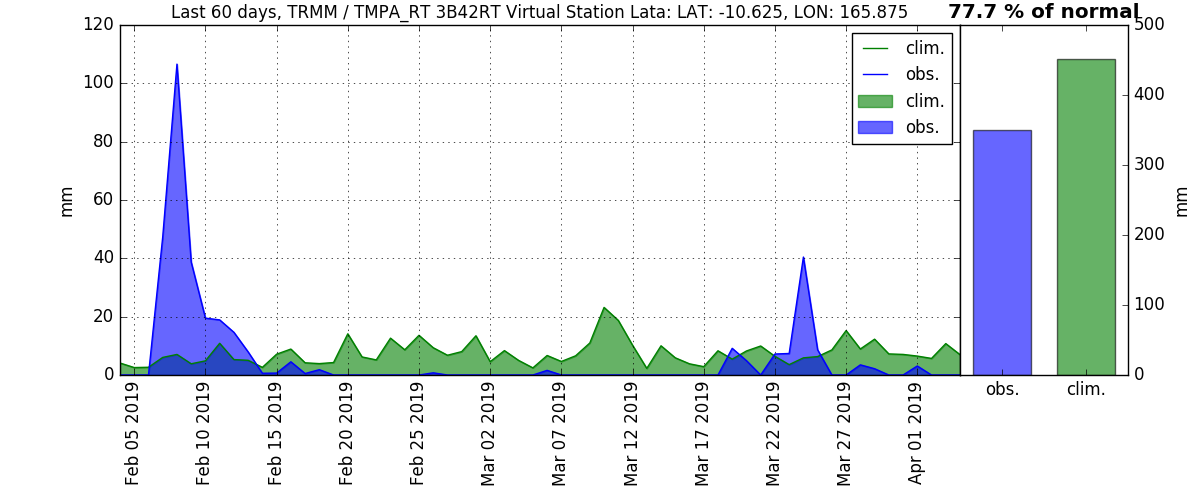 Last 60 days, TRMM / TMPA_RT 3B42RT Virtual Station Lata: LAT: -10.625, LON: 165.875
77.7 % of normal
120
100
80
60
40
20
0
mm
clim.
obs.
clim.
obs.
500
400
300
200
100
0
mm
obs.
clim.
Feb 05 2019
Feb 10 2019
Feb 15 2019
Feb 20 2019
Feb 25 2019
Mar 02 2019
Mar 07 2019
Mar 12 2019
Mar 17 2019
Mar 22 2019
Mar 27 2019
Apr 01 2019